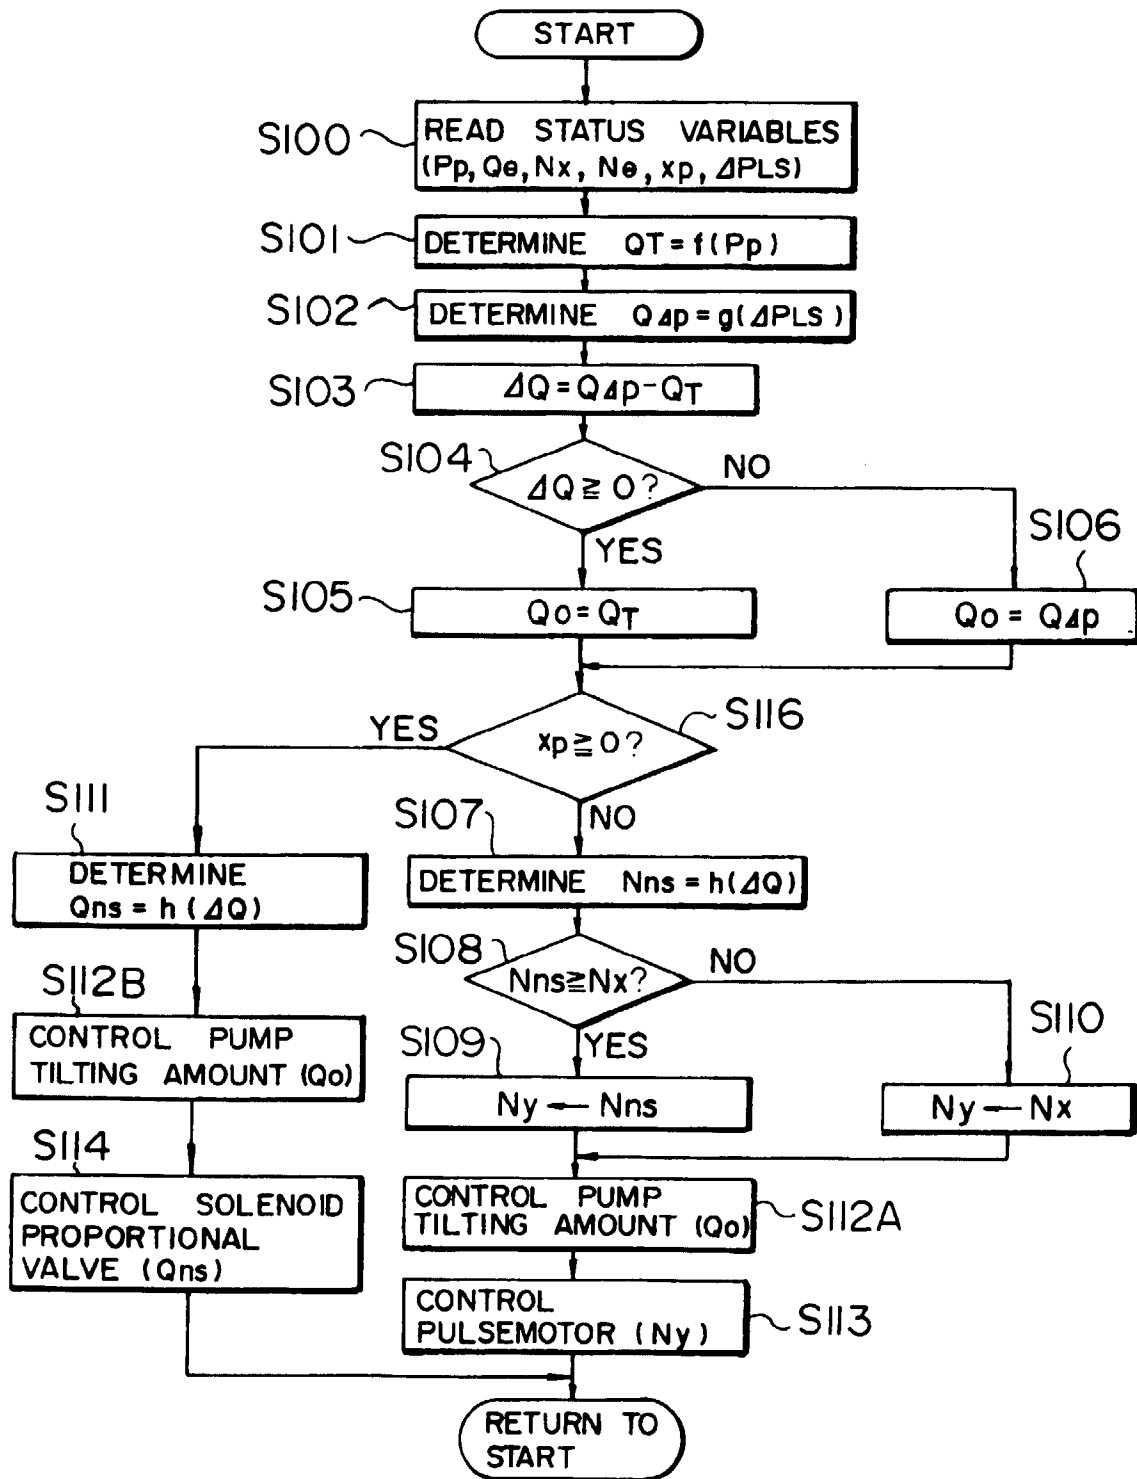 START
S100
READ STATUS VARIABLES
(Pp, Qθ, Nx, Nθ, xp, ΔPLS)
S101
DETERMINE QT = f(Pp)
S102
DETERMINE QΔp = g(ΔPLS)
S103
ΔQ = QΔp - QT
S104
ΔQ ≧ 0?
NO
YES
S105
Qo = QT
S106
Qo = QΔp
S116
xp ≧ 0?
YES
NO
S111
DETERMINE
Qns = h(ΔQ)
S107
DETERMINE Nns = h(ΔQ)
S108
Nns ≧ Nx?
NO
YES
S112B
CONTROL PUMP
TILTING AMOUNT (Qo)
S109
Ny ← Nns
S110
Ny ← Nx
S114
CONTROL SOLENOID
PROPORTIONAL
VALVE (Qns)
S112A
CONTROL PUMP
TILTING AMOUNT (Qo)
S113
CONTROL
PULSEMOTOR (Ny)
RETURN TO
START